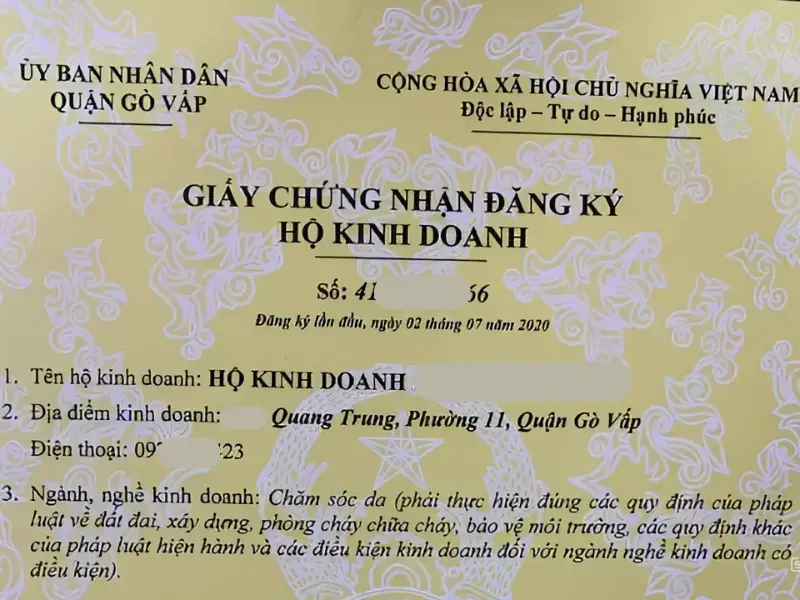 ỦY BAN NHÂN DÂN
QUẬN GÒ VẤP
CỘNG HÒA XÃ HỘI CHỦ NGHĨA VIỆT NAM
Độc lập – Tự do – Hạnh phúc
GIẤY CHỨNG NHẬN ĐĂNG KÝ
HỘ KINH DOANH
Số: 41 66
Đăng ký lần đầu, ngày 02 tháng 07 năm 2020
1. Tên hộ kinh doanh: HỘ KINH DOANH
2. Địa điểm kinh doanh: Quang Trung, Phường 11, Quận Gò Vấp
Điện thoại: 09 23
3. Ngành, nghề kinh doanh: Chăm sóc da (phải thực hiện đúng các quy định của pháp
luật về đất đai, xây dựng, phòng cháy chữa cháy, bảo vệ môi trường, các quy định khác
của pháp luật hiện hành và các điều kiện kinh doanh đối với ngành nghề kinh doanh có
điều kiện).